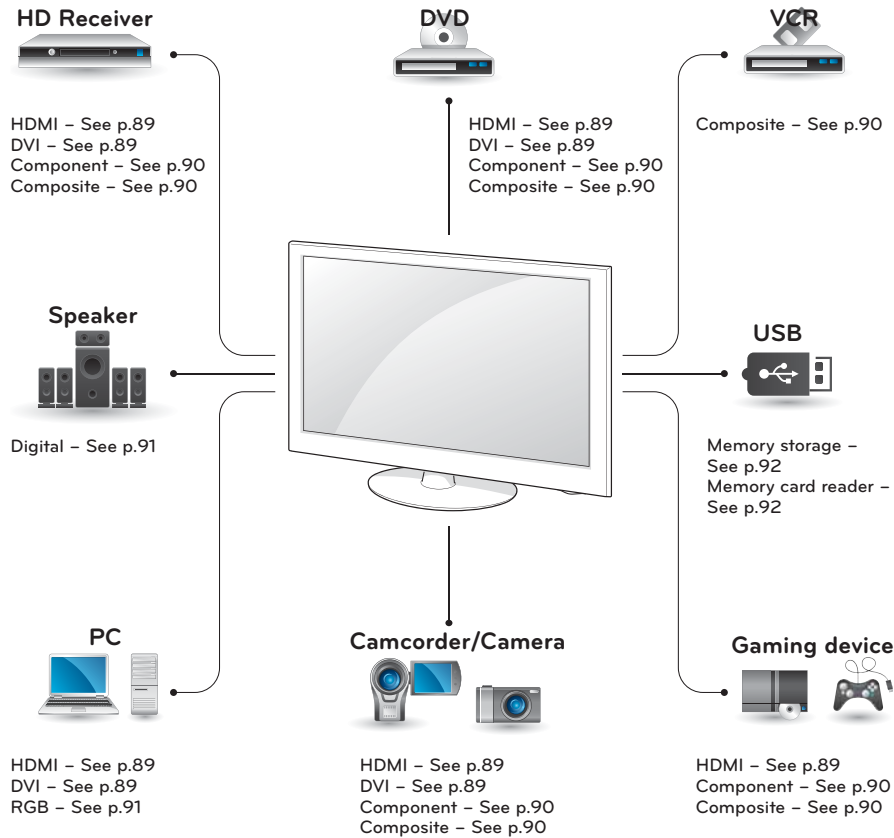 HD Receiver
HDMI – See p.89
DVI – See p.89
Component – See p.90
Composite – See p.90
DVD
HDMI – See p.89
DVI – See p.89
Component – See p.90
Composite – See p.90
VCR
Composite – See p.90
Speaker
Digital – See p.91
USB
Memory storage –
See p.92
Memory card reader –
See p.92
PC
HDMI – See p.89
DVI – See p.89
RGB – See p.91
Camcorder/Camera
HDMI – See p.89
DVI – See p.89
Component – See p.90
Composite – See p.90
Gaming device
HDMI – See p.89
Component – See p.90
Composite – See p.90